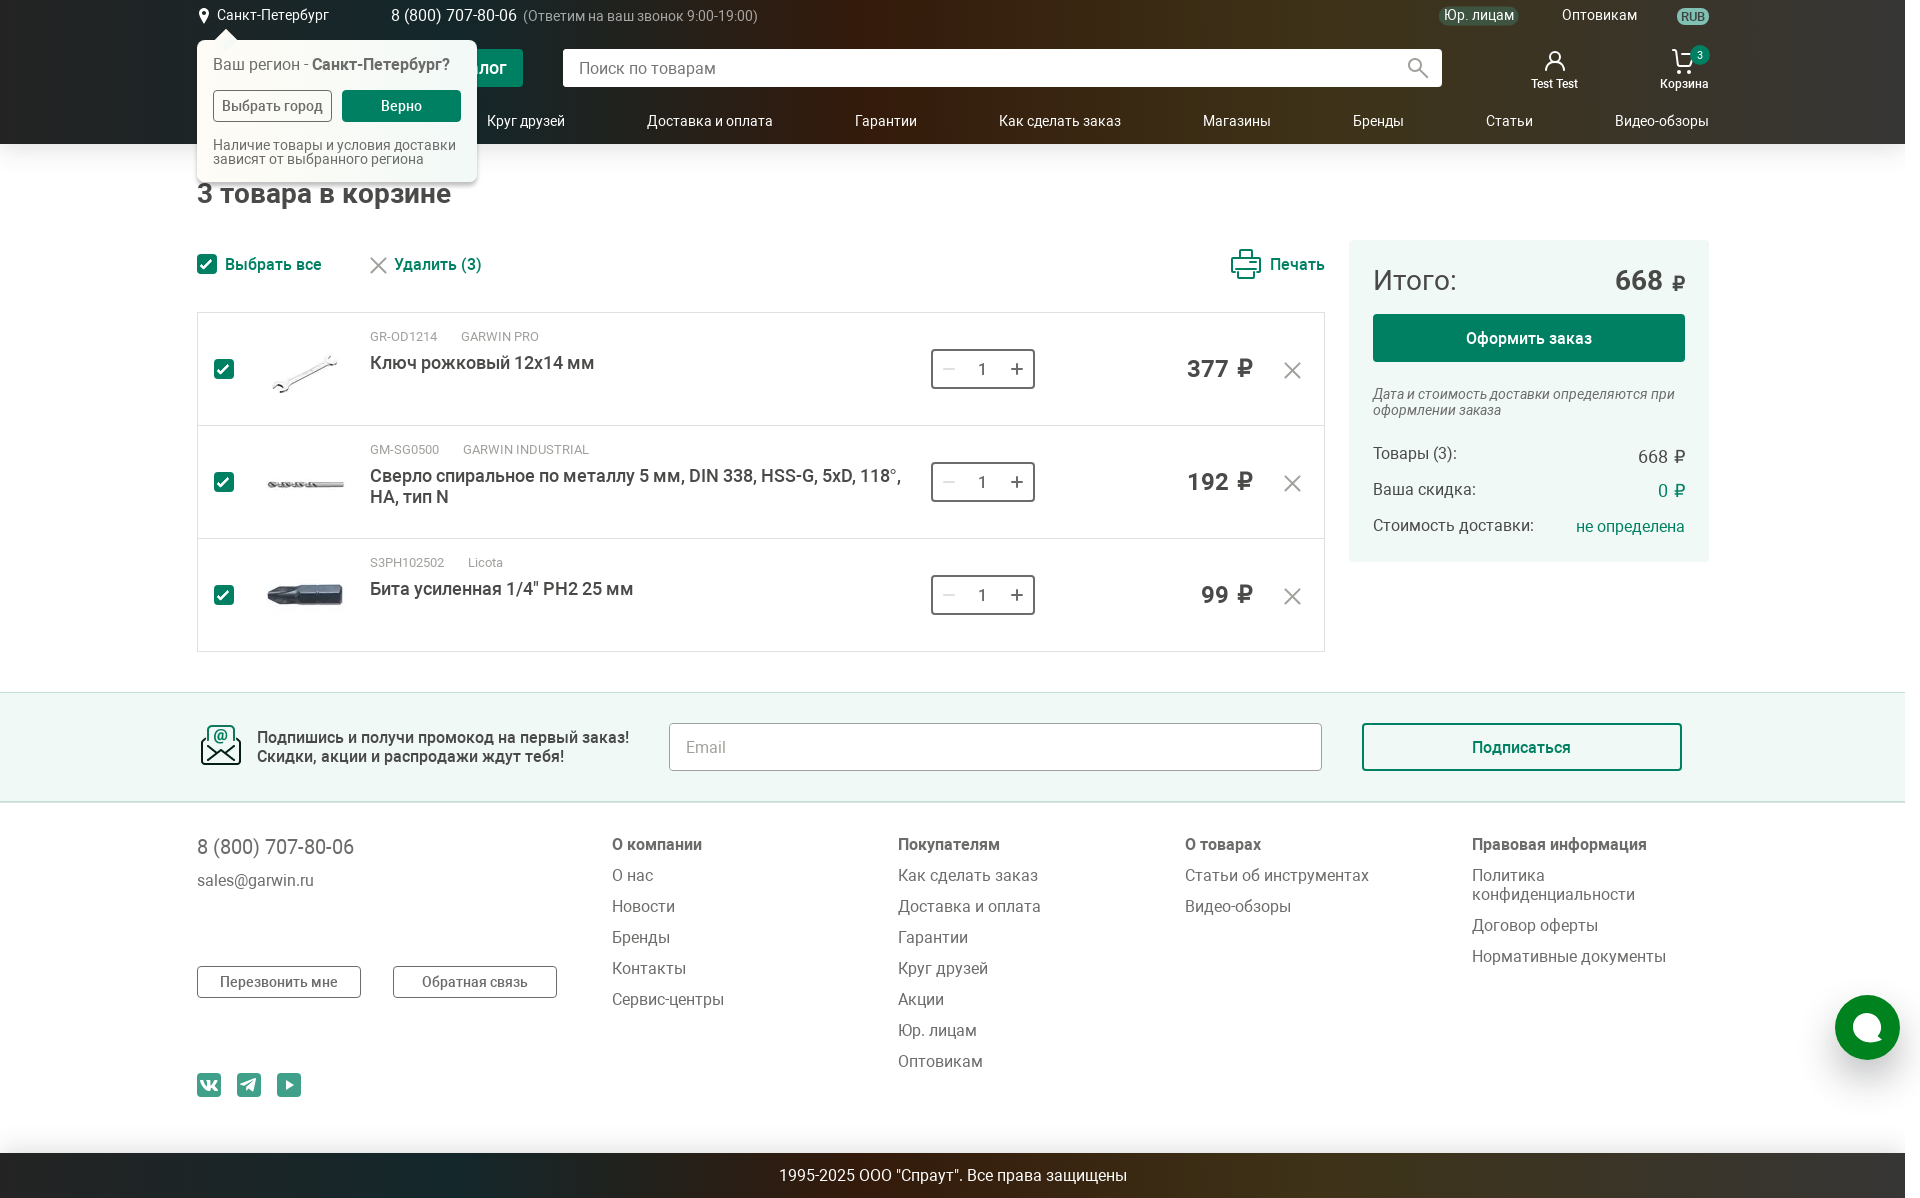 Санкт-Петербург
8 (800) 707-80-06 (Ответим на ваш звонок 9:00-19:00)
Юр. лицам
Оптовикам
RUB
Ваш регион - Санкт-Петербург?
Выбрать город
Верно
Наличие товары и условия доставки
зависят от выбранного региона
лог
Поиск по товарам
Test Test
3
Корзина
Круг друзей
Доставка и оплата
Гарантии
Как сделать заказ
Магазины
Бренды
Статьи
Видео-обзоры
3 товара в корзине
Выбрать все
Удалить (3)
Печать
GR-OD1214 GARWIN PRO
Ключ рожковый 12х14 мм
1
377 ₽
GM-SG0500 GARWIN INDUSTRIAL
Сверло спиральное по металлу 5 мм, DIN 338, HSS-G, 5xD, 118°,
НА, тип N
1
192 ₽
S3PH102502 Licota
Бита усиленная 1/4" PH2 25 мм
1
99 ₽
Итого: 668 ₽
Оформить заказ
Дата и стоимость доставки определяются при
оформлении заказа
Товары (3): 668 ₽
Ваша скидка: 0 ₽
Стоимость доставки: не определена
Подпишись и получи промокод на первый заказ!
Скидки, акции и распродажи ждут тебя!
Email
Подписаться
8 (800) 707-80-06
sales@garwin.ru
Перезвонить мне
Обратная связь
О компании
О нас
Новости
Бренды
Контакты
Сервис-центры
Покупателям
Как сделать заказ
Доставка и оплата
Гарантии
Круг друзей
Акции
Юр. лицам
Оптовикам
О товарах
Статьи об инструментах
Видео-обзоры
Правовая информация
Политика
конфиденциальности
Договор оферты
Нормативные документы
1995-2025 ООО "Спраут". Все права защищены